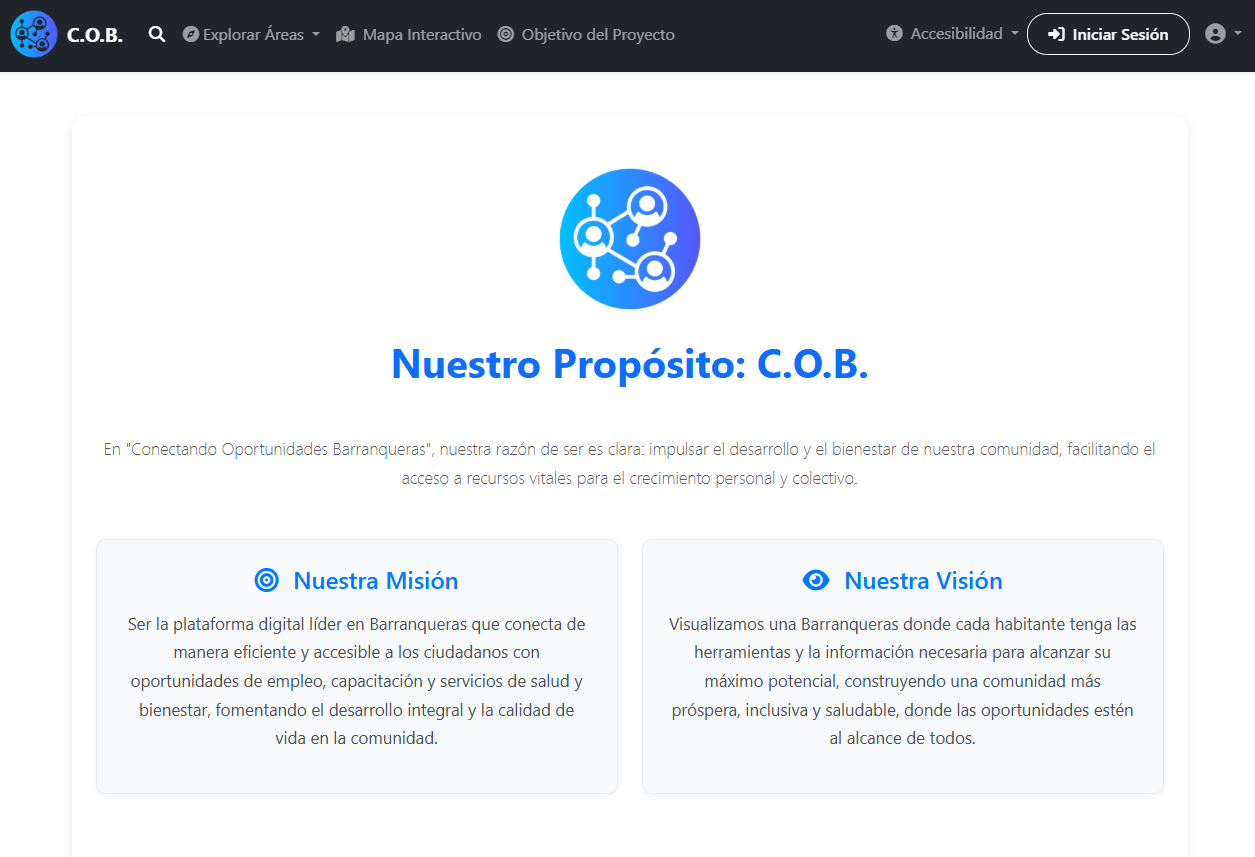 C.O.B.
Explorar Áreas
Mapa Interactivo
Objetivo del Proyecto
Accesibilidad
Iniciar Sesión
Nuestro Propósito: C.O.B.
En "Conectando Oportunidades Barranqueras", nuestra razón de ser es clara: impulsar el desarrollo y el bienestar de nuestra comunidad, facilitando el
acceso a recursos vitales para el crecimiento personal y colectivo.
Nuestra Misión
Ser la plataforma digital líder en Barranqueras que conecta de
manera eficiente y accesible a los ciudadanos con
oportunidades de empleo, capacitación y servicios de salud y
bienestar, fomentando el desarrollo integral y la calidad de
vida en la comunidad.
Nuestra Visión
Visualizamos una Barranqueras donde cada habitante tenga las
herramientas y la información necesaria para alcanzar su
máximo potencial, construyendo una comunidad más
próspera, inclusiva y saludable, donde las oportunidades estén
al alcance de todos.